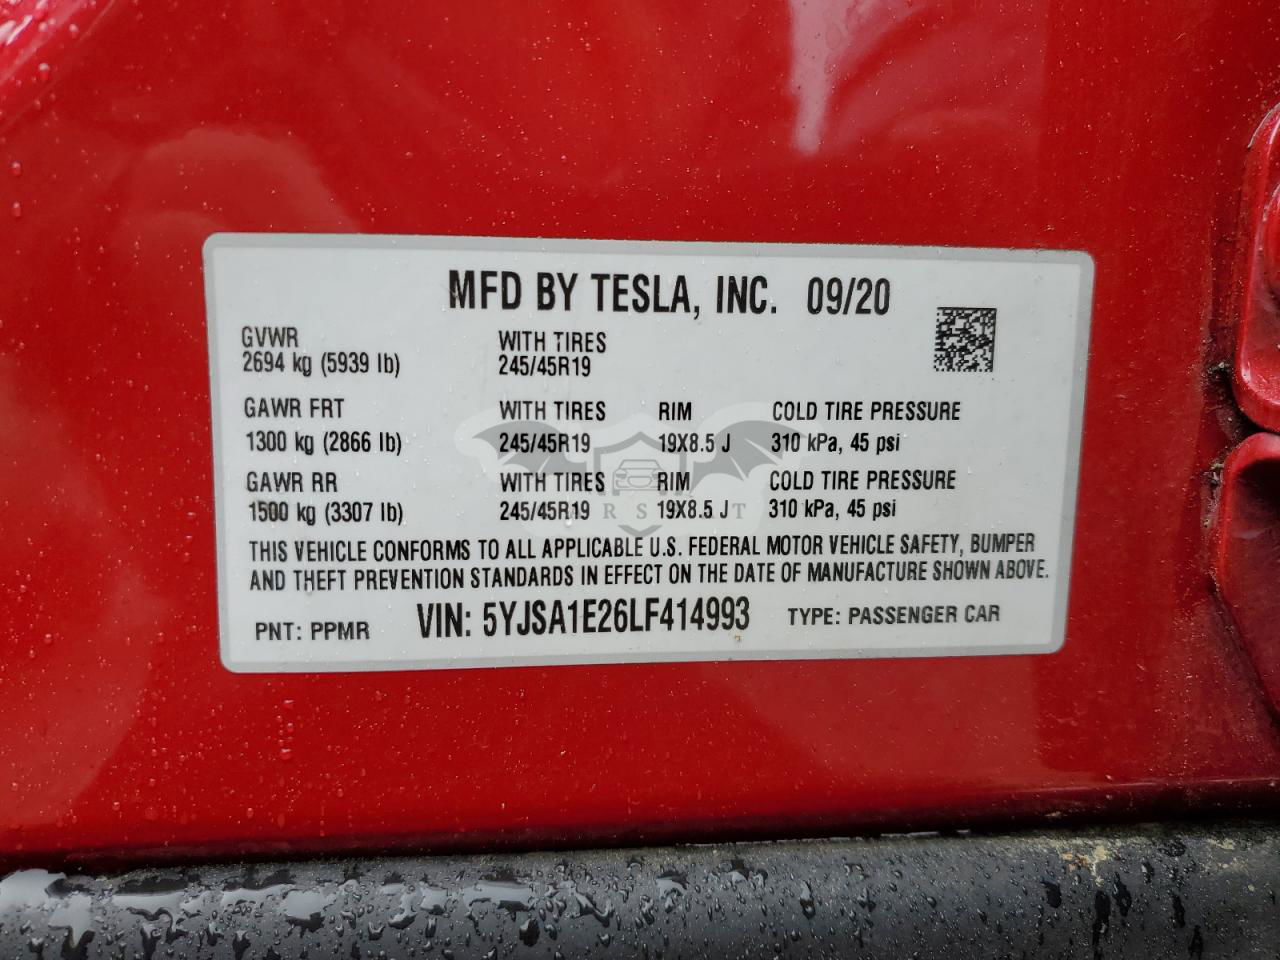 MFD BY TESLA, INC. 09/20
GVWR WITH TIRES
2694 kg (5939 lb) 245/45R19
GAWR FRT WITH TIRES RIM COLD TIRE PRESSURE
1300 kg (2866 lb) 245/45R19 19X8.5 J 310 kPa, 45 psi
GAWR RR WITH TIRES RIM COLD TIRE PRESSURE
1500 kg (3307 lb) 245/45R19 19X8.5 J 310 kPa, 45 psi
THIS VEHICLE CONFORMS TO ALL APPLICABLE U.S. FEDERAL MOTOR VEHICLE SAFETY, BUMPER
AND THEFT PREVENTION STANDARDS IN EFFECT ON THE DATE OF MANUFACTURE SHOWN ABOVE.
PNT: PPMR VIN: 5YJSA1E26LF414993 TYPE: PASSENGER CAR